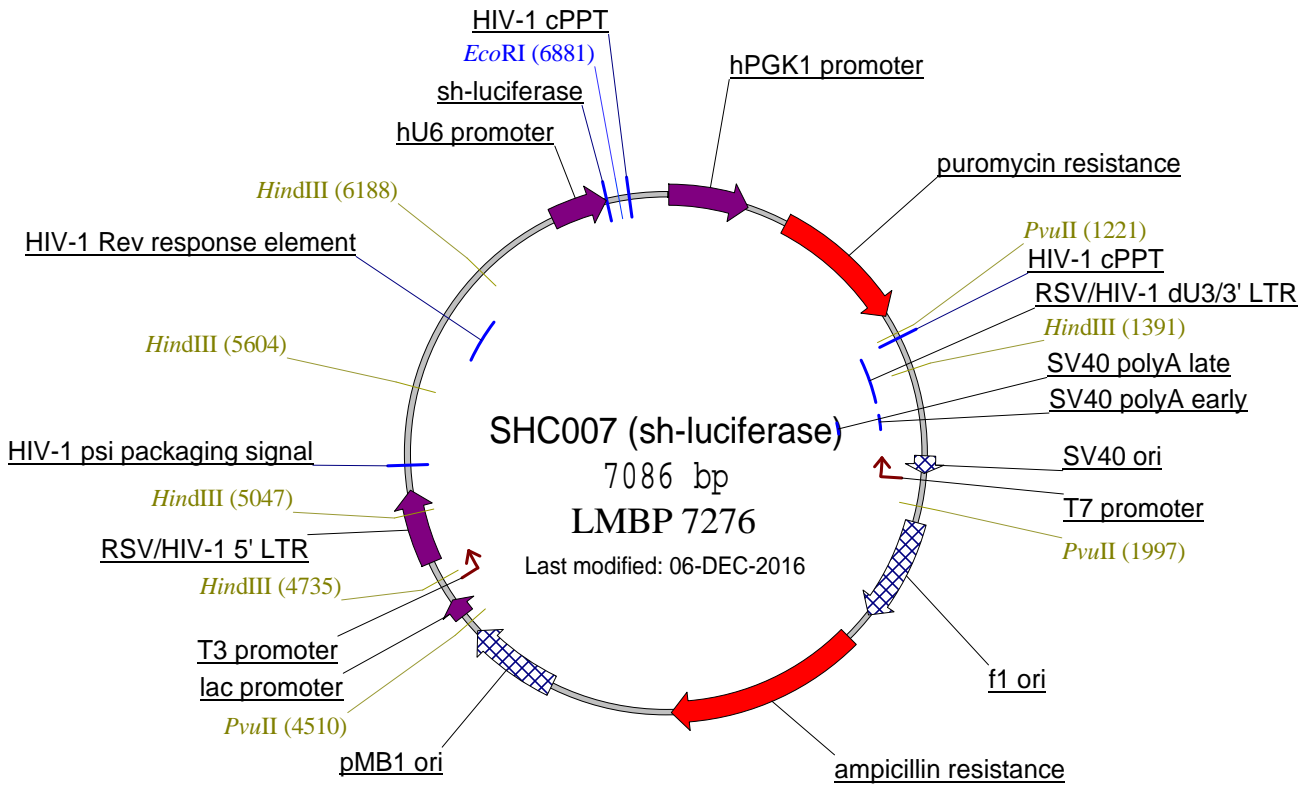 HIV-1 cPPT
EcoRI (6881)
hPGK1 promoter
sh-luciferase
hU6 promoter
puromycin resistance
HindIII (6188)
PvuII (1221)
HIV-1 Rev response element
HIV-1 cPPT
RSV/HIV-1 dU3/3' LTR
HindIII (1391)
HindIII (5604)
SV40 polyA late
SV40 polyA early
SHC007 (sh-luciferase)
HIV-1 psi packaging signal
SV40 ori
7086 bp
HindIII (5047)
T7 promoter
LMBP 7276
RSV/HIV-1 5' LTR
PvuII (1997)
Last modified: 06-DEC-2016
HindIII (4735)
T3 promoter
lac promoter
f1 ori
PvuII (4510)
pMB1 ori
ampicillin resistance